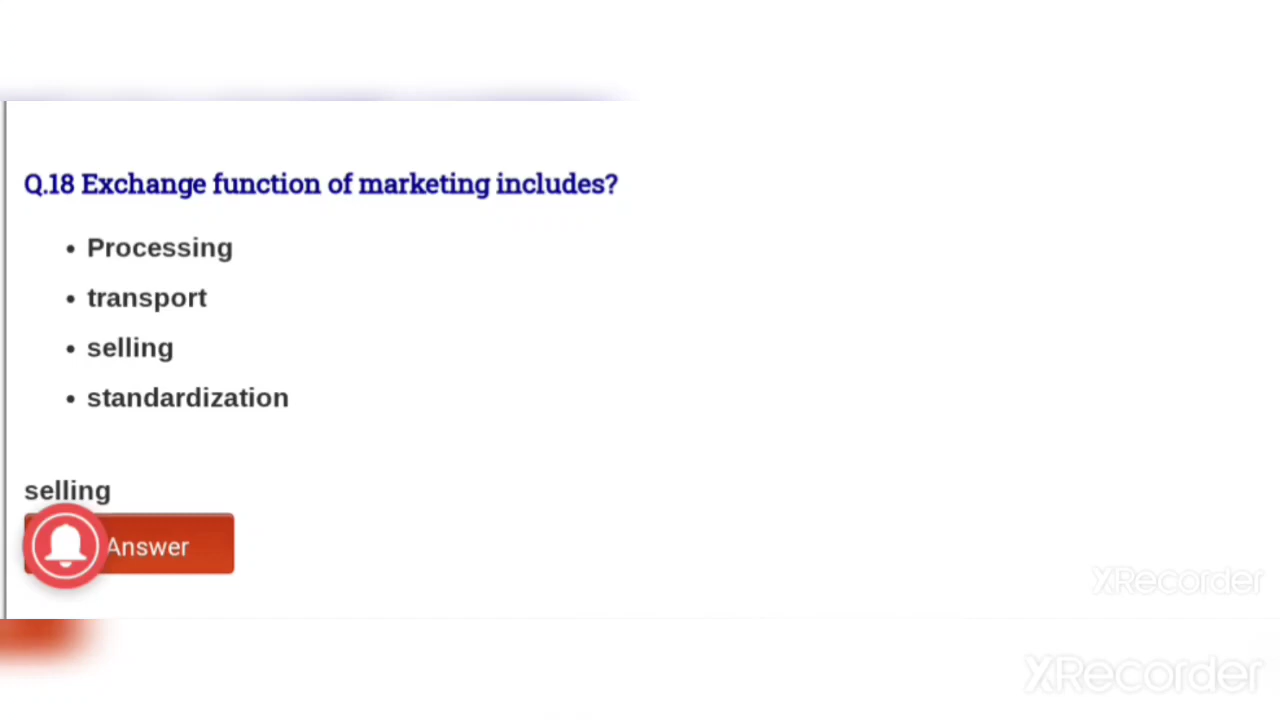 Q.18 Exchange function of marketing includes?
• Processing
• transport
• selling
• standardization
selling
Answer
XRecorder
XRecorder